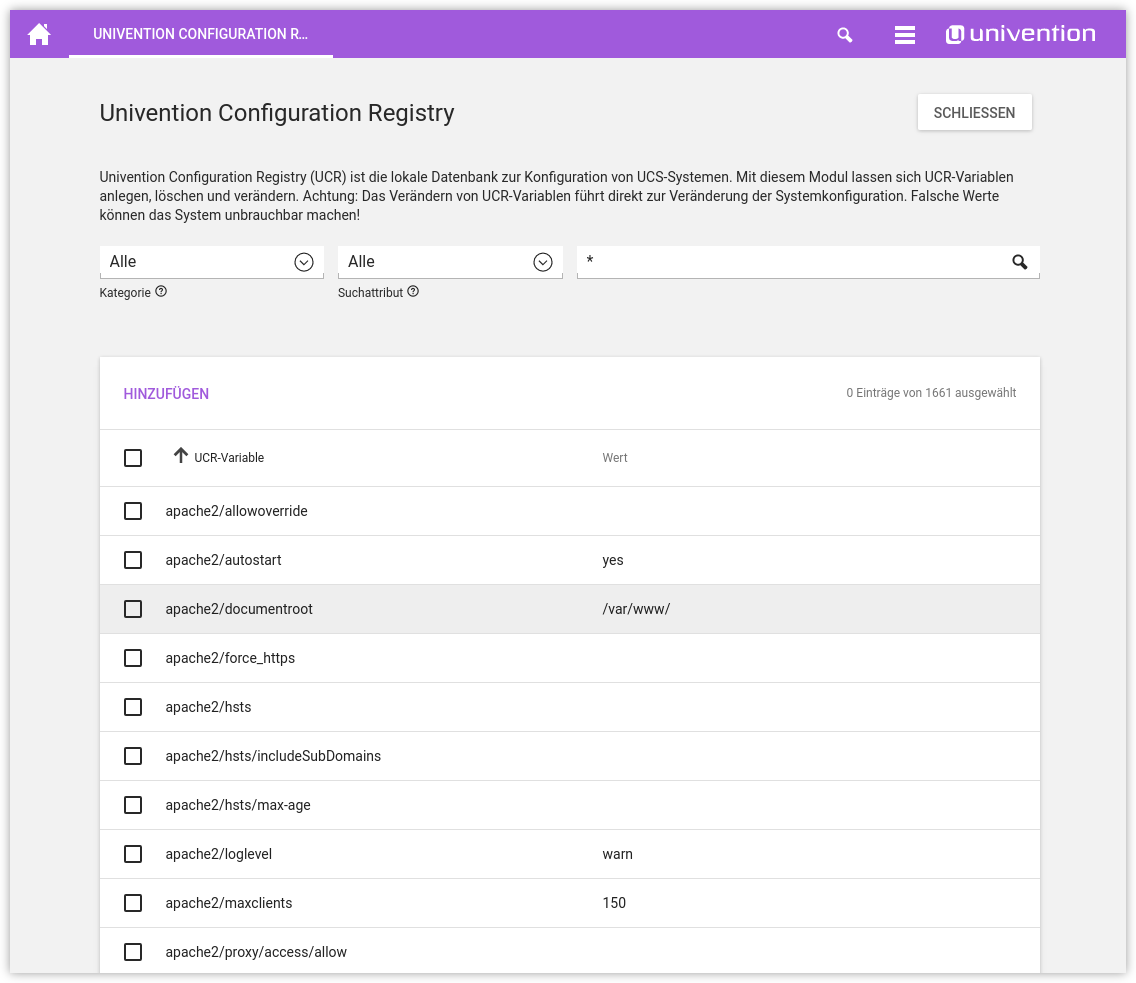 UNIVENTION CONFIGURATION R...
univention
Univention Configuration Registry
SCHLIESSEN
Univention Configuration Registry (UCR) ist die lokale Datenbank zur Konfiguration von UCS-Systemen. Mit diesem Modul lassen sich UCR-Variablen
anlegen, löschen und verändern. Achtung: Das Verändern von UCR-Variablen führt direkt zur Veränderung der Systemkonfiguration. Falsche Werte
können das System unbrauchbar machen!
Alle
Alle
*
Kategorie
Suchattribut
HINZUFÜGEN
0 Einträge von 1661 ausgewählt
UCR-Variable Wert
apache2/allowoverride
apache2/autostart yes
apache2/documentroot /var/www/
apache2/force_https
apache2/hsts
apache2/hsts/includeSubDomains
apache2/hsts/max-age
apache2/loglevel warn
apache2/maxclients 150
apache2/proxy/access/allow